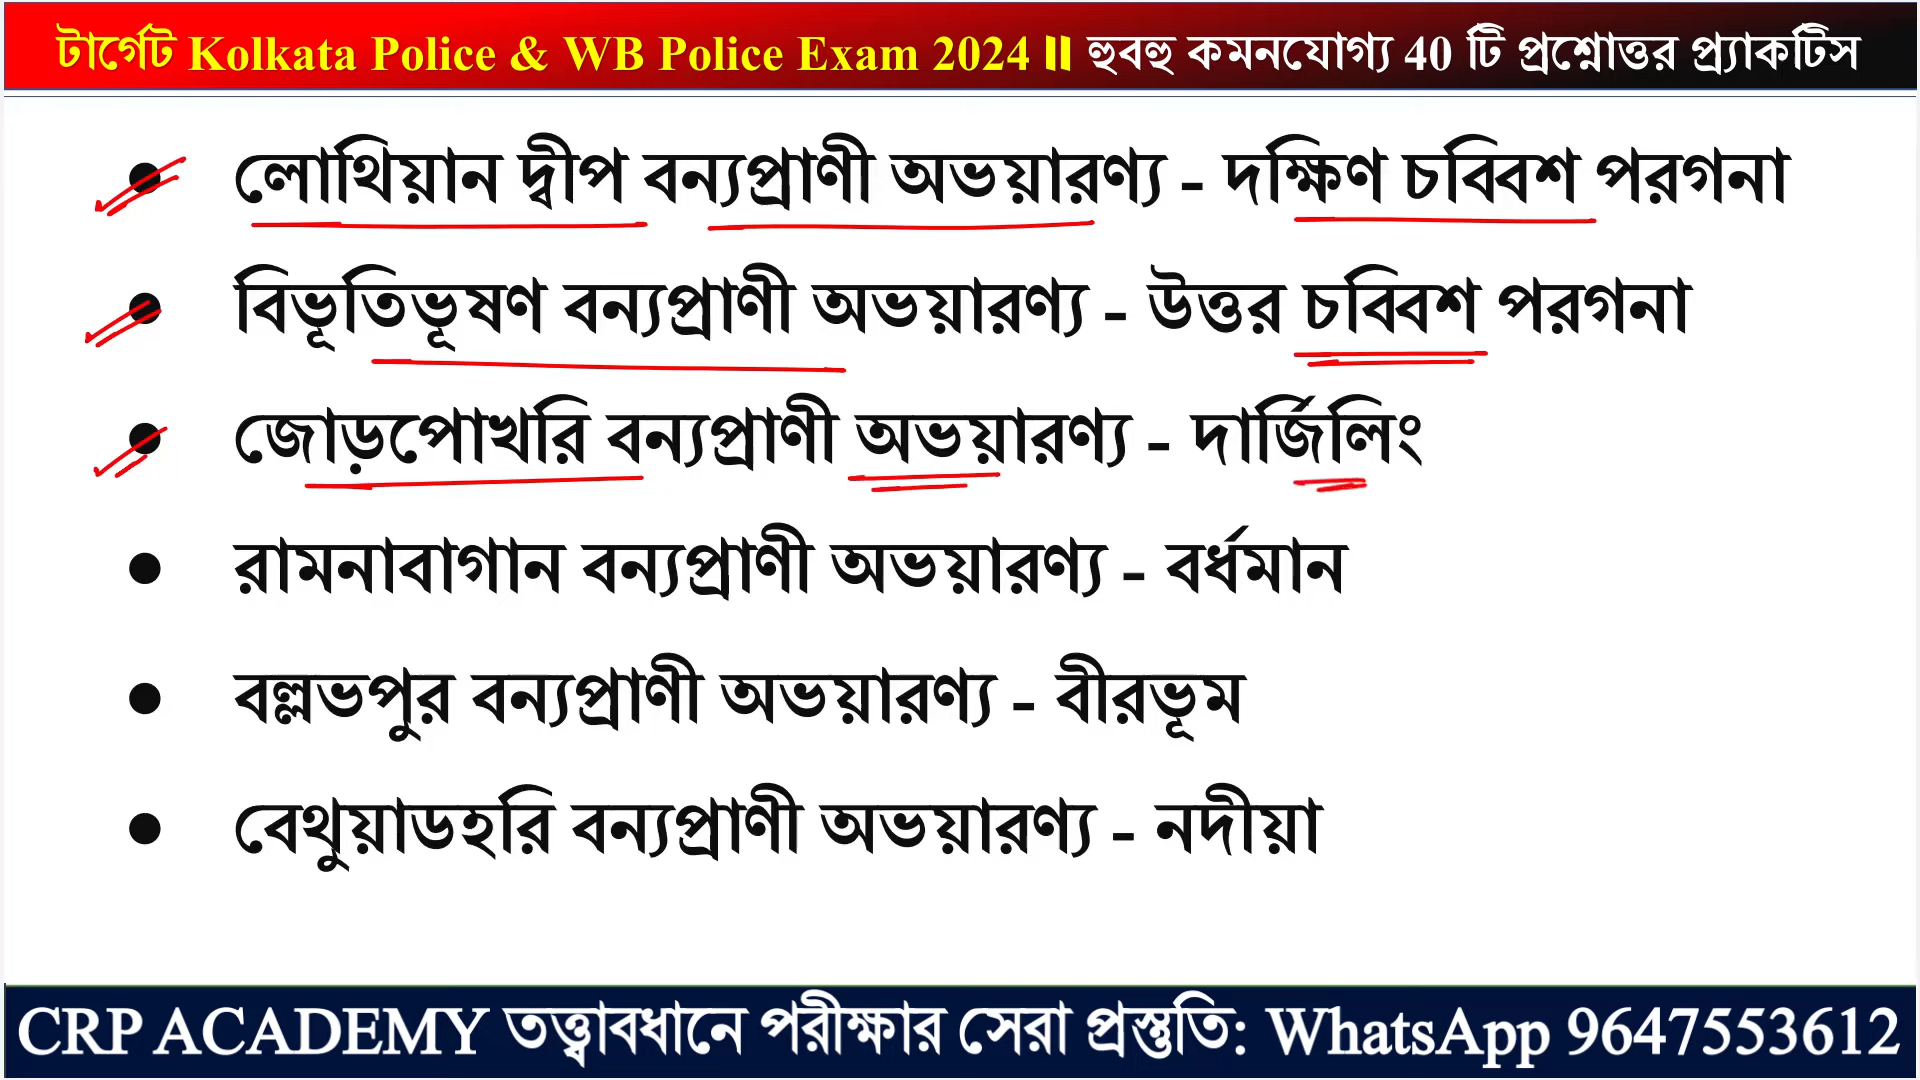 টার্গেট Kolkata Police & WB Police Exam 2024 ॥ হুবহু কমনযোগ্য 40 টি প্রশ্নোত্তর প্র্যাকটিস
● লোথিয়ান দ্বীপ বন্যপ্রাণী অভয়ারণ্য - দক্ষিণ চব্বিশ পরগনা
● বিভূতিভূষণ বন্যপ্রাণী অভয়ারণ্য - উত্তর চব্বিশ পরগনা
● জোড়পোখরি বন্যপ্রাণী অভয়ারণ্য - দার্জিলিং
● রামনাবাগান বন্যপ্রাণী অভয়ারণ্য - বর্ধমান
● বল্লভপুর বন্যপ্রাণী অভয়ারণ্য - বীরভূম
● বেথুয়াডহরি বন্যপ্রাণী অভয়ারণ্য - নদীয়া
CRP ACADEMY তত্ত্বাবধানে পরীক্ষার সেরা প্রস্তুতি: WhatsApp 9647553612